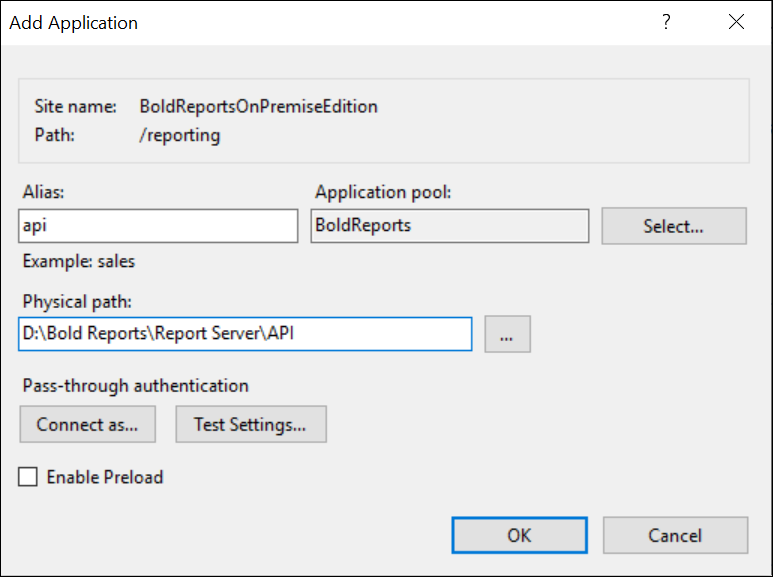 Add Application
?
Site name: BoldReportsOnPremiseEdition
Path: /reporting
Alias: Application pool:
api BoldReports Select...
Example: sales
Physical path:
D:\Bold Reports\Report Server\API ...
Pass-through authentication
Connect as... Test Settings...
Enable Preload
OK Cancel